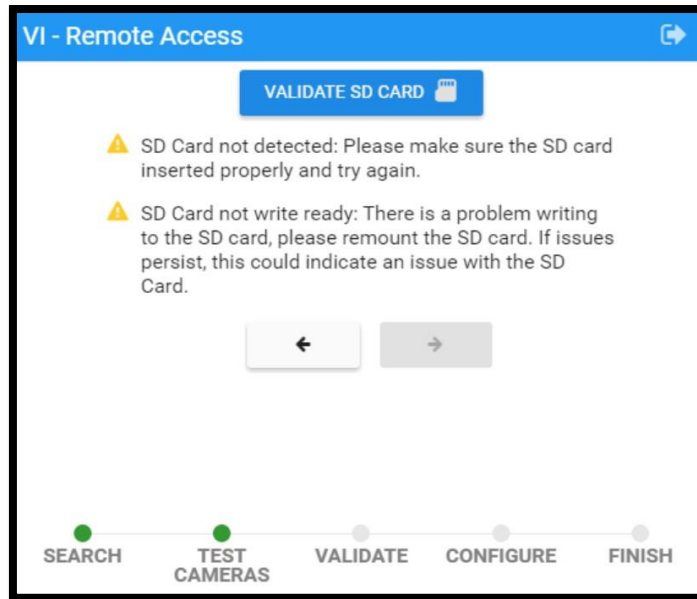 VI - Remote Access
VALIDATE SD CARD
SD Card not detected: Please make sure the SD card
inserted properly and try again.
SD Card not write ready: There is a problem writing
to the SD card, please remount the SD card. If issues
persist, this could indicate an issue with the SD
Card.
SEARCH
TEST
CAMERAS
VALIDATE
CONFIGURE
FINISH